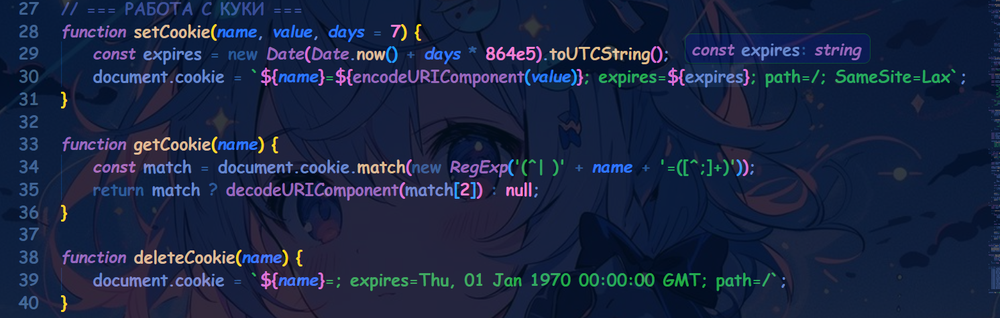 27 // === РАБОТА С КУКИ ===
28 function setCookie(name, value, days = 7) {
29 const expires = new Date(Date.now() + days * 864e5).toUTCString(); const expires: string
30 document.cookie = `${name}=${encodeURIComponent(value)}; expires=${expires}; path=/; SameSite=Lax`;
31 }
32
33 function getCookie(name) {
34 const match = document.cookie.match(new RegExp('(^| )' + name + '=([^;]+)'));
35 return match ? decodeURIComponent(match[2]) : null;
36 }
37
38 function deleteCookie(name) {
39 document.cookie = `${name}=; expires=Thu, 01 Jan 1970 00:00:00 GMT; path=/`;
40 }